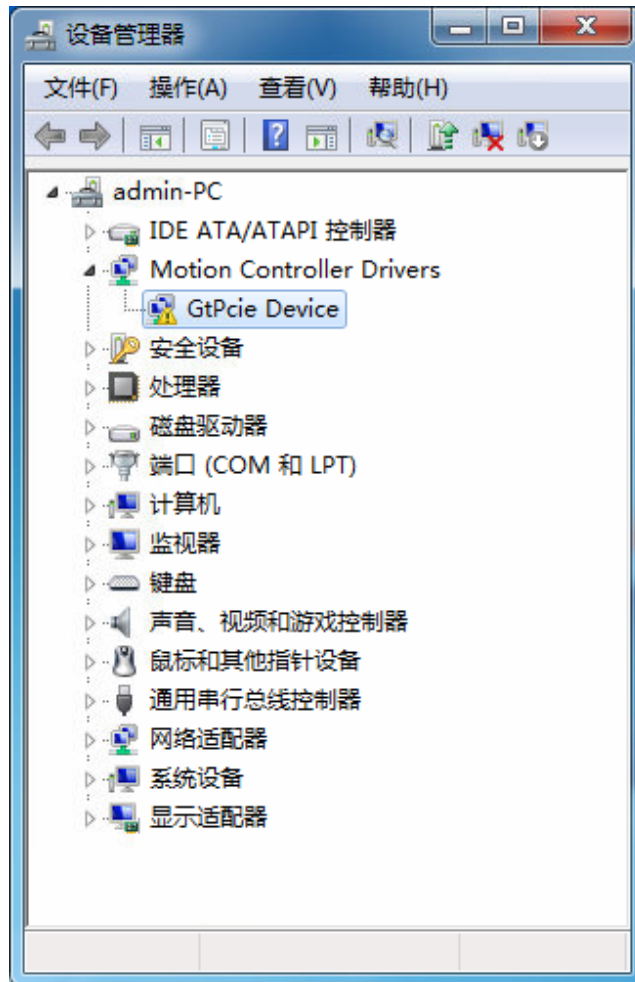 设备管理器
文件(F) 操作(A) 查看(V) 帮助(H)
admin-PC
IDE ATA/ATAPI 控制器
Motion Controller Drivers
GtPcie Device
安全设备
处理器
磁盘驱动器
端口 (COM 和 LPT)
计算机
监视器
键盘
声音、视频和游戏控制器
鼠标和其他指针设备
通用串行总线控制器
网络适配器
系统设备
显示适配器